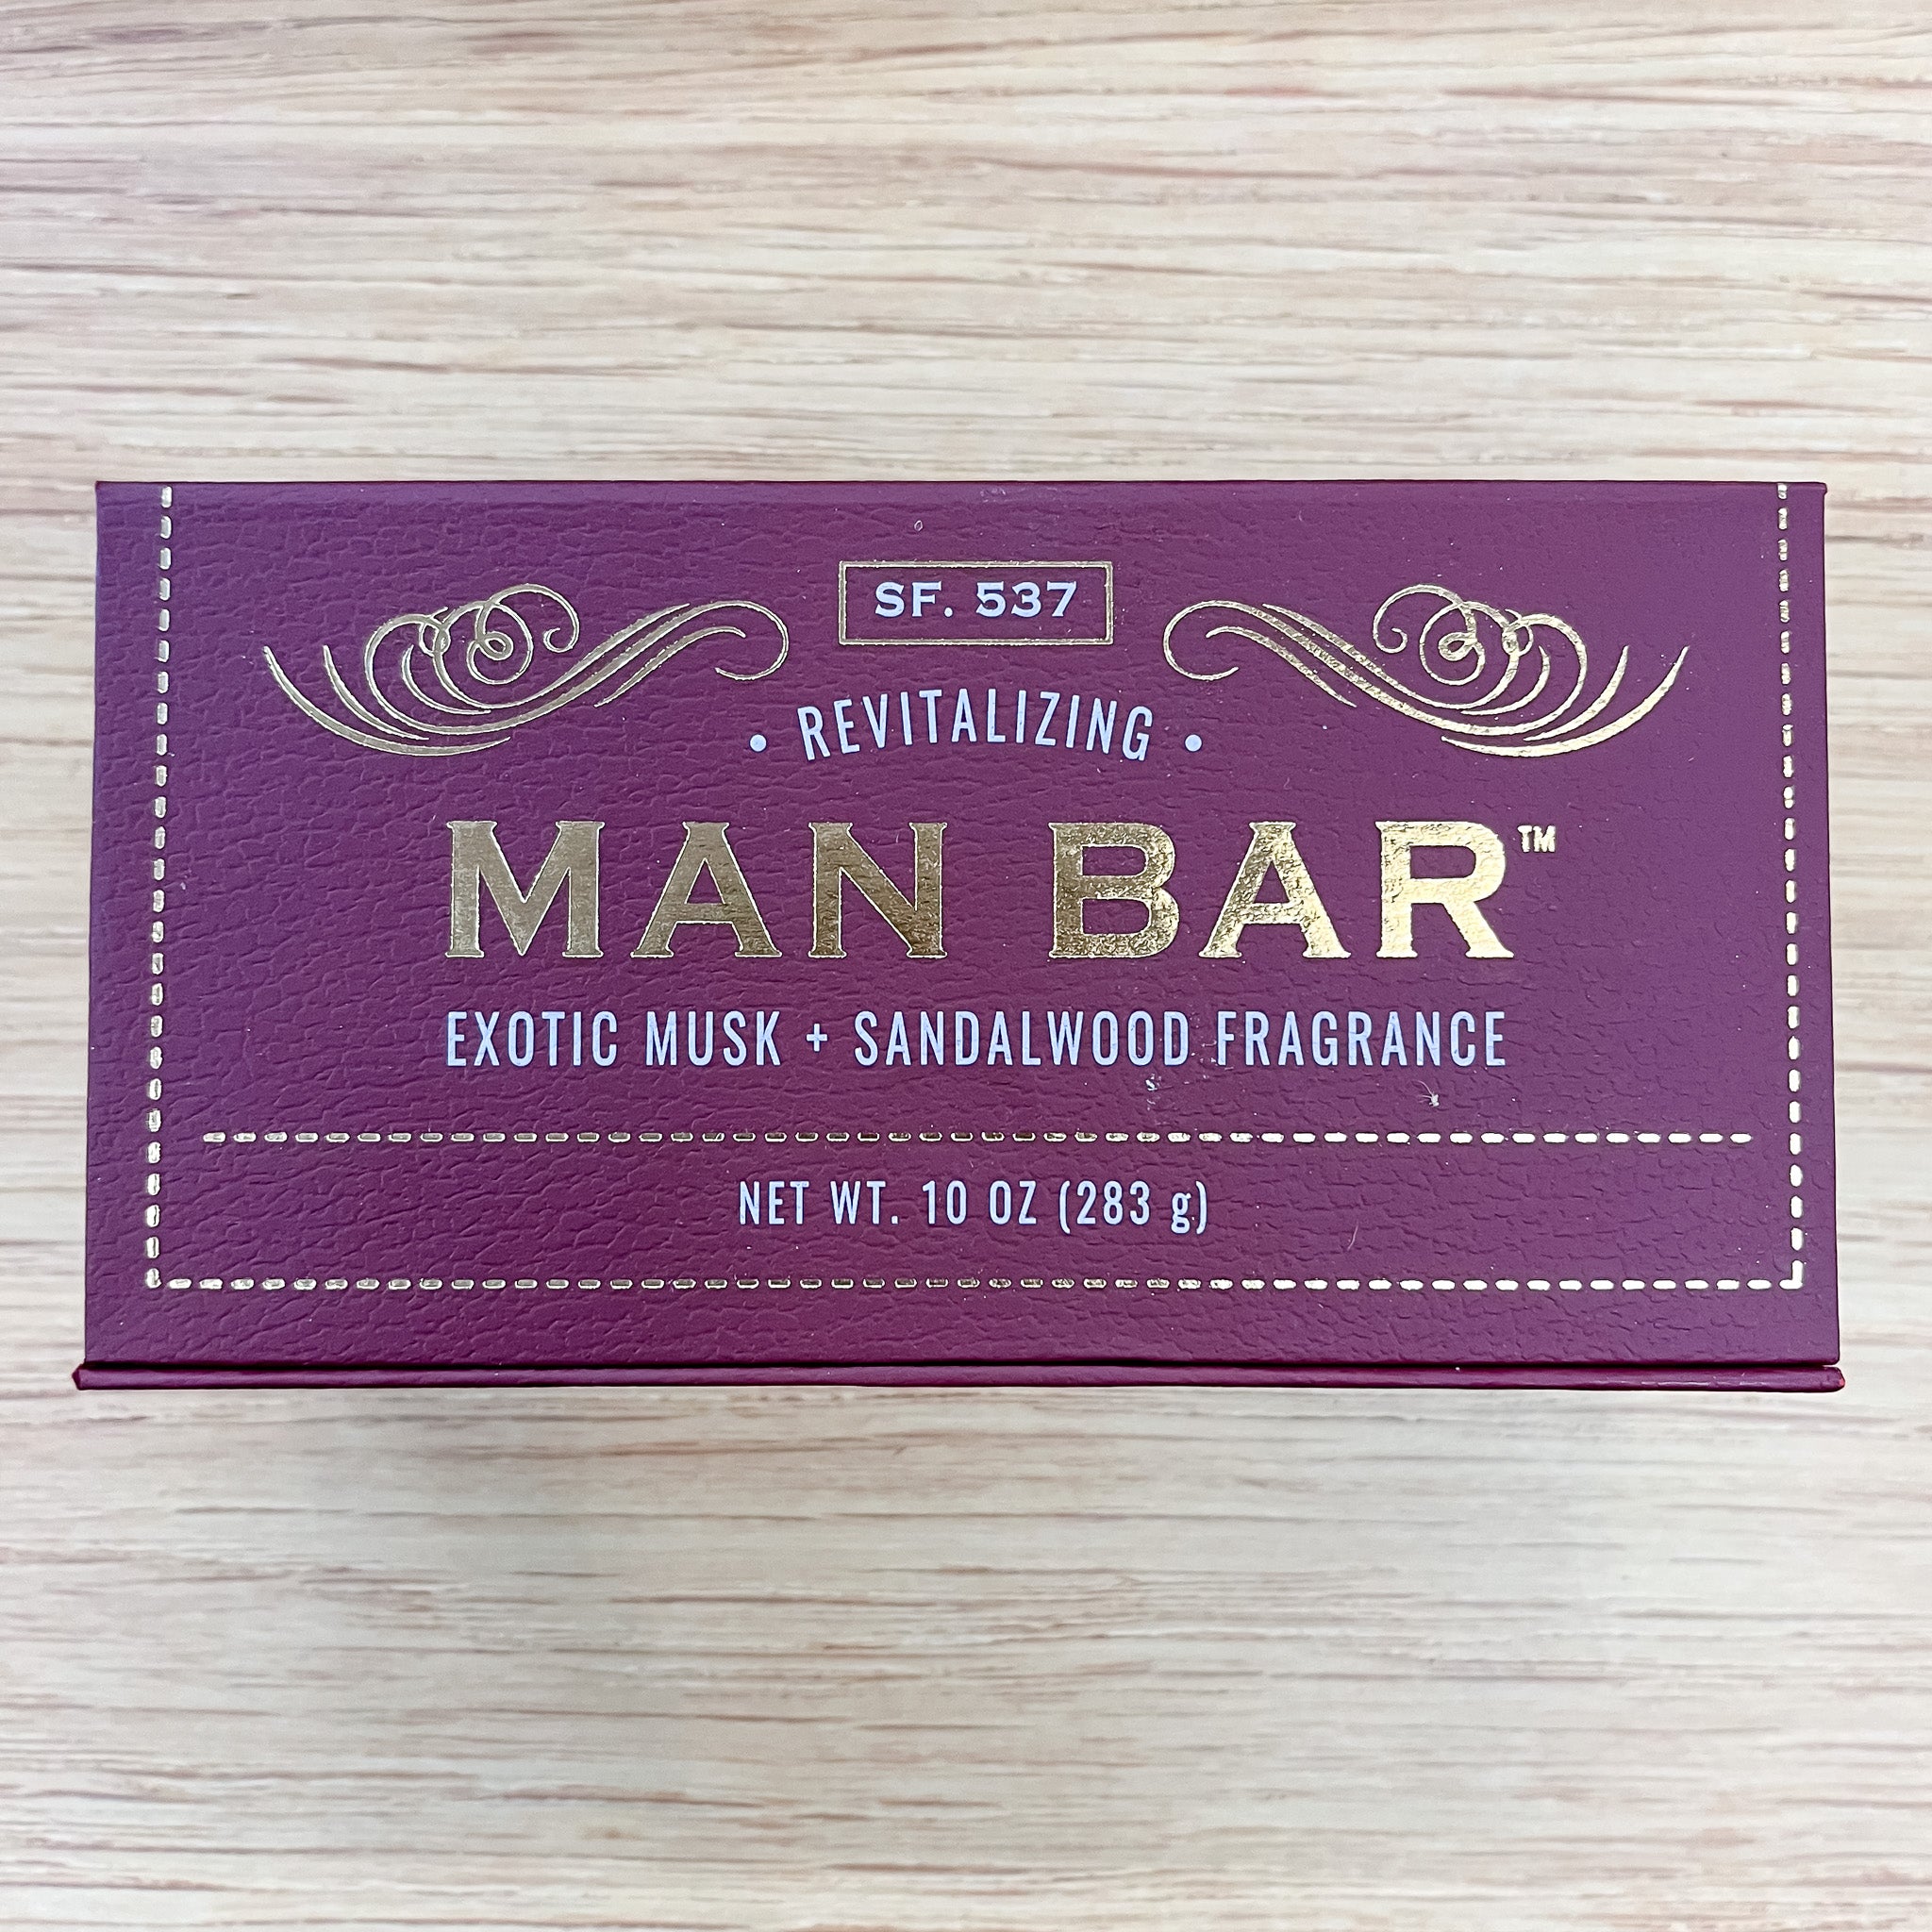 SF. 537
• REVITALIZING •
MAN BAR™
EXOTIC MUSK + SANDALWOOD FRAGRANCE
NET WT. 10 OZ (283 g)